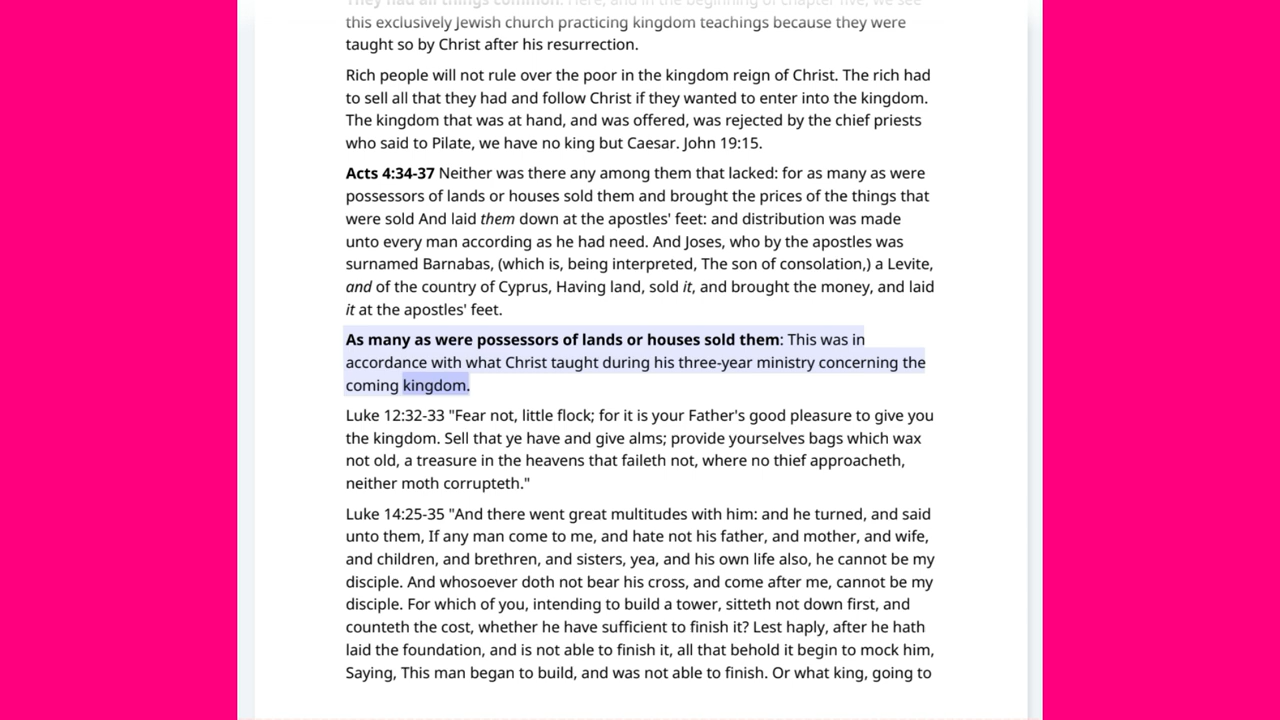 They had all things common: Here, and in the beginning of chapter five, we see
this exclusively Jewish church practicing kingdom teachings because they were
taught so by Christ after his resurrection.
Rich people will not rule over the poor in the kingdom reign of Christ. The rich had
to sell all that they had and follow Christ if they wanted to enter into the kingdom.
The kingdom that was at hand, and was offered, was rejected by the chief priests
who said to Pilate, we have no king but Caesar. John 19:15.
Acts 4:34-37 Neither was there any among them that lacked: for as many as were
possessors of lands or houses sold them and brought the prices of the things that
were sold And laid them down at the apostles' feet: and distribution was made
unto every man according as he had need. And Joses, who by the apostles was
surnamed Barnabas, (which is, being interpreted, The son of consolation,) a Levite,
and of the country of Cyprus, Having land, sold it, and brought the money, and laid
it at the apostles' feet.
As many as were possessors of lands or houses sold them: This was in
accordance with what Christ taught during his three-year ministry concerning the
coming kingdom.
Luke 12:32-33 "Fear not, little flock; for it is your Father's good pleasure to give you
the kingdom. Sell that ye have and give alms; provide yourselves bags which wax
not old, a treasure in the heavens that faileth not, where no thief approacheth,
neither moth corrupteth."
Luke 14:25-35 "And there went great multitudes with him: and he turned, and said
unto them, If any man come to me, and hate not his father, and mother, and wife,
and children, and brethren, and sisters, yea, and his own life also, he cannot be my
disciple. And whosoever doth not bear his cross, and come after me, cannot be my
disciple. For which of you, intending to build a tower, sitteth not down first, and
counteth the cost, whether he have sufficient to finish it? Lest haply, after he hath
laid the foundation, and is not able to finish it, all that behold it begin to mock him,
Saying, This man began to build, and was not able to finish. Or what king, going to